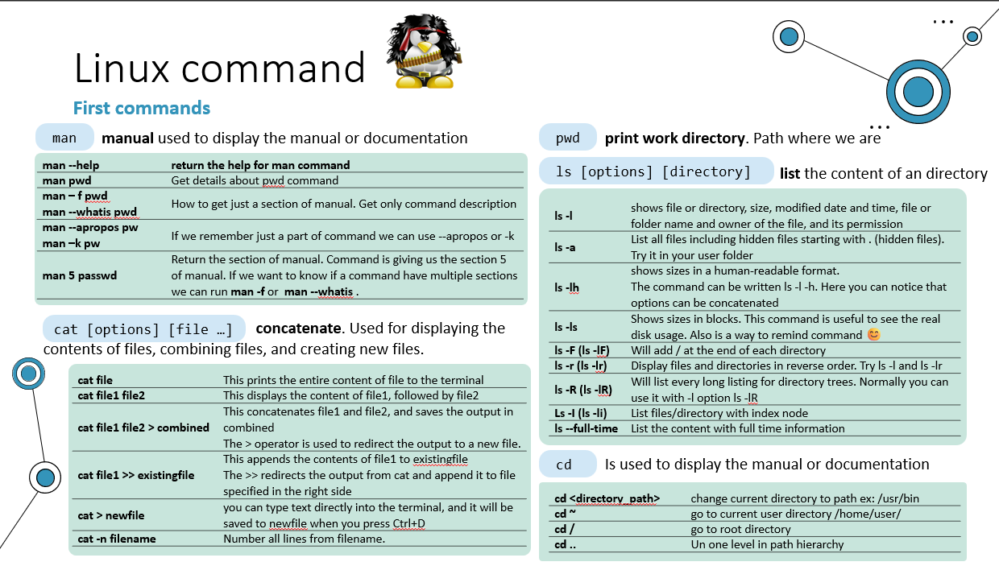 Linux command
First commands
man
manual used to display the manual or documentation
man --help
return the help for man command
man pwd
Get details about pwd command
man – f pwd
man --whatis pwd
How to get just a section of manual. Get only command description
man --apropos pw
man –k pw
If we remember just a part of command we can use --apropos or -k
man 5 passwd
Return the section of manual. Command is giving us the section 5
of manual. If we want to know if a command have multiple sections
we can run man -f or man --whatis .
cat [options] [file …]
concatenate. Used for displaying the
contents of files, combining files, and creating new files.
cat file
This prints the entire content of file to the terminal
cat file1 file2
This displays the content of file1, followed by file2
cat file1 file2 > combined
This concatenates file1 and file2, and saves the output in
combined
The > operator is used to redirect the output to a new file.
cat file1 >> existingfile
This appends the contents of file1 to existingfile
The >> redirects the output from cat and append it to file
specified in the right side
cat > newfile
you can type text directly into the terminal, and it will be
saved to newfile when you press Ctrl+D
cat -n filename
Number all lines from filename.
pwd
print work directory. Path where we are
ls [options] [directory]
list the content of an directory
ls -l
shows file or directory, size, modified date and time, file or
folder name and owner of the file, and its permission
ls -a
List all files including hidden files starting with . (hidden files).
Try it in your user folder
ls -lh
shows sizes in a human-readable format.
The command can be written ls -l -h. Here you can notice that
options can be concatenated
ls -ls
Shows sizes in blocks. This command is useful to see the real
disk usage. Also is a way to remind command 😊
ls -F (ls -lF)
Will add / at the end of each directory
ls -r (ls -lr)
Display files and directories in reverse order. Try ls -l and ls -lr
ls -R (ls -lR)
Will list every long listing for directory trees. Normally you can
use it with -l option ls -lR
Ls -I (ls -li)
List files/directory with index node
ls --full-time
List the content with full time information
cd
Is used to display the manual or documentation
cd <directory_path>
change current directory to path ex: /usr/bin
cd ~
go to current user directory /home/user/
cd /
go to root directory
cd ..
Un one level in path hierarchy